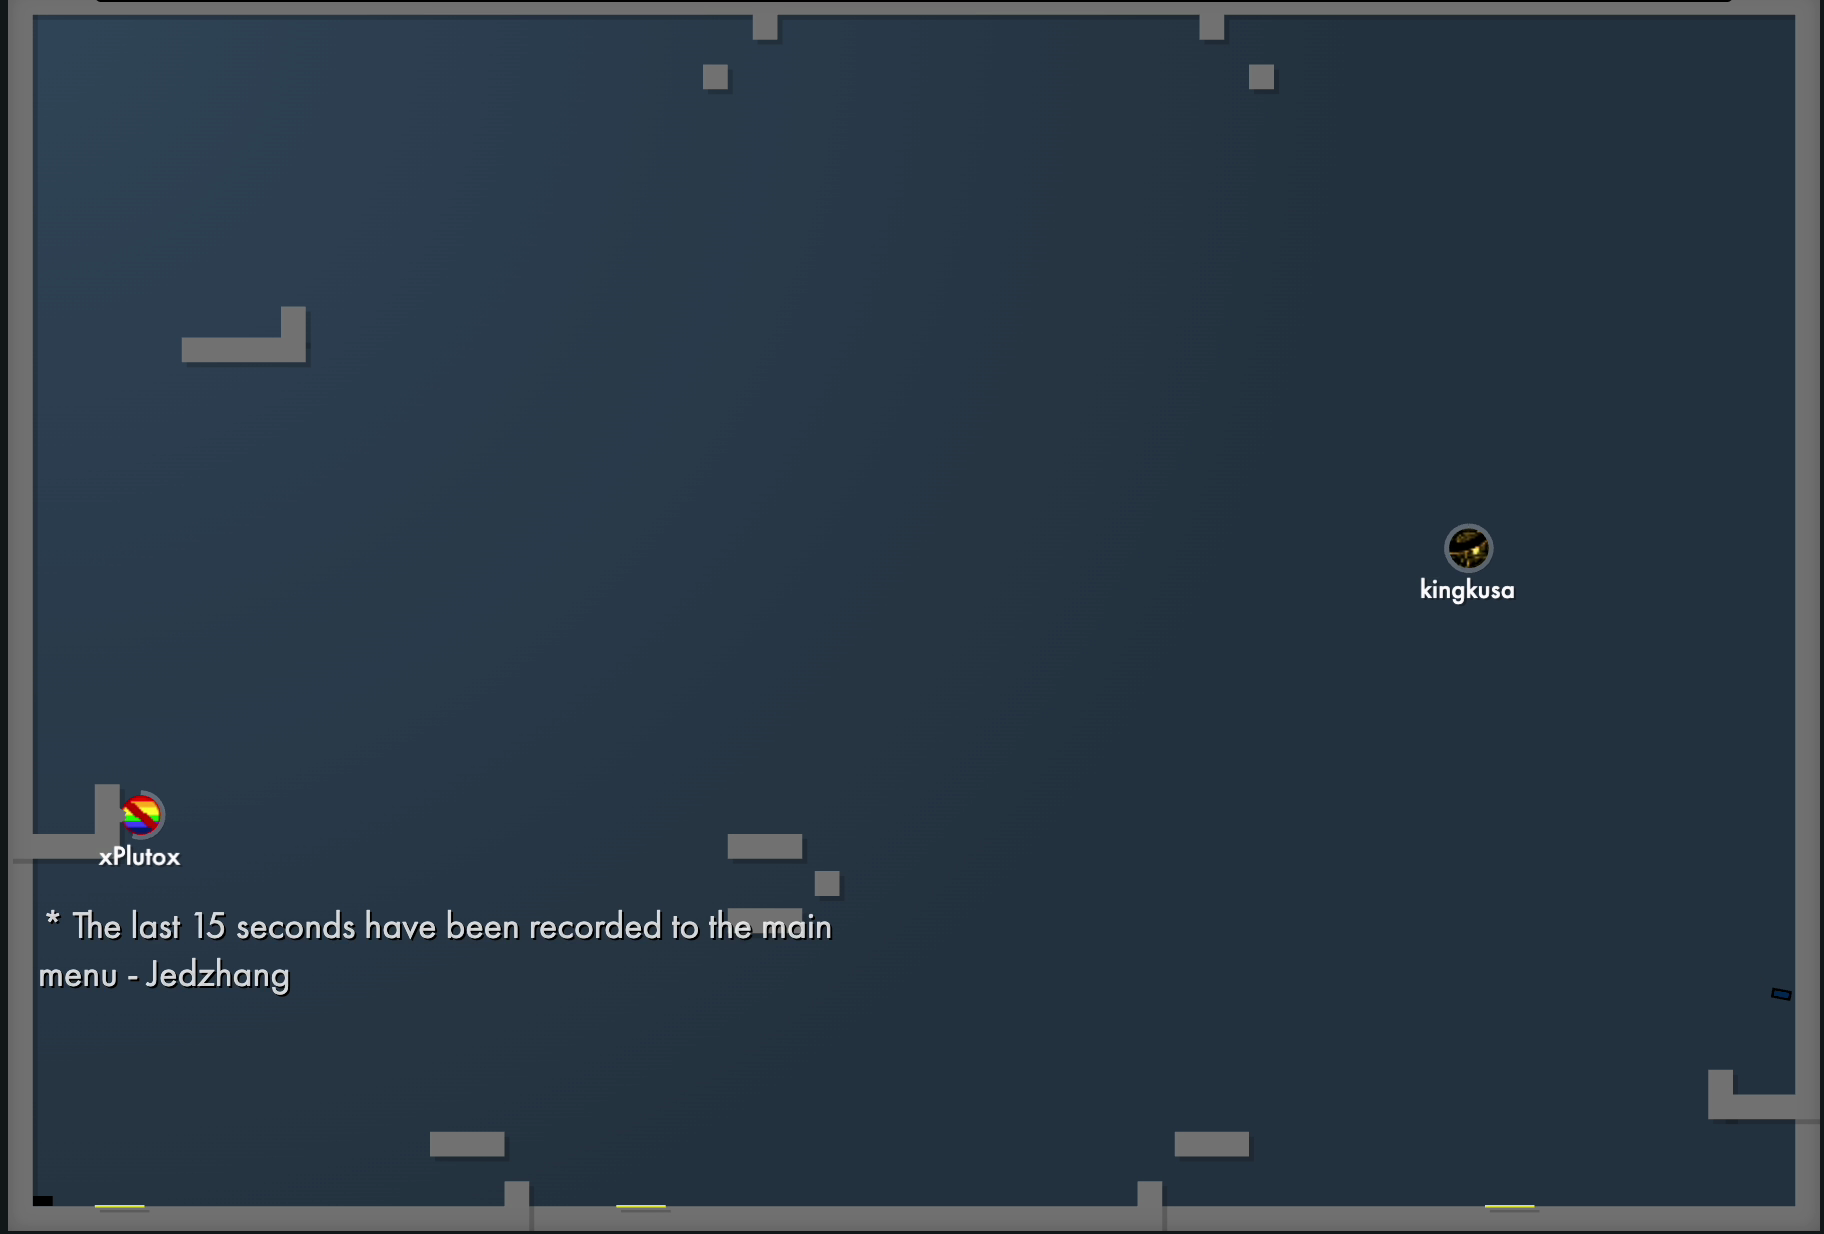 kingkusa
xPlutox
* The last 15 seconds have been recorded to the main
menu - Jedzhang